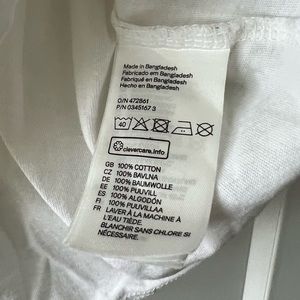 Made in Bangladesh
Fabricado em Bangladesh
Fabriqué en Bangladesh
Hecho en Bangladesh
O/N 472861
P/N 0345167 3
40
clevercare.info
GB 100% COTTON
CZ 100% BAVLNA
DE 100% BAUMWOLLE
EE 100% PUUVILL
ES 100% ALGODÓN
FI 100% PUUVILLAA
FR LAVER À LA MACHINE À
L'EAU TIÈDE.
BLANCHIR SANS CHLORE SI
NÉCESSAIRE.